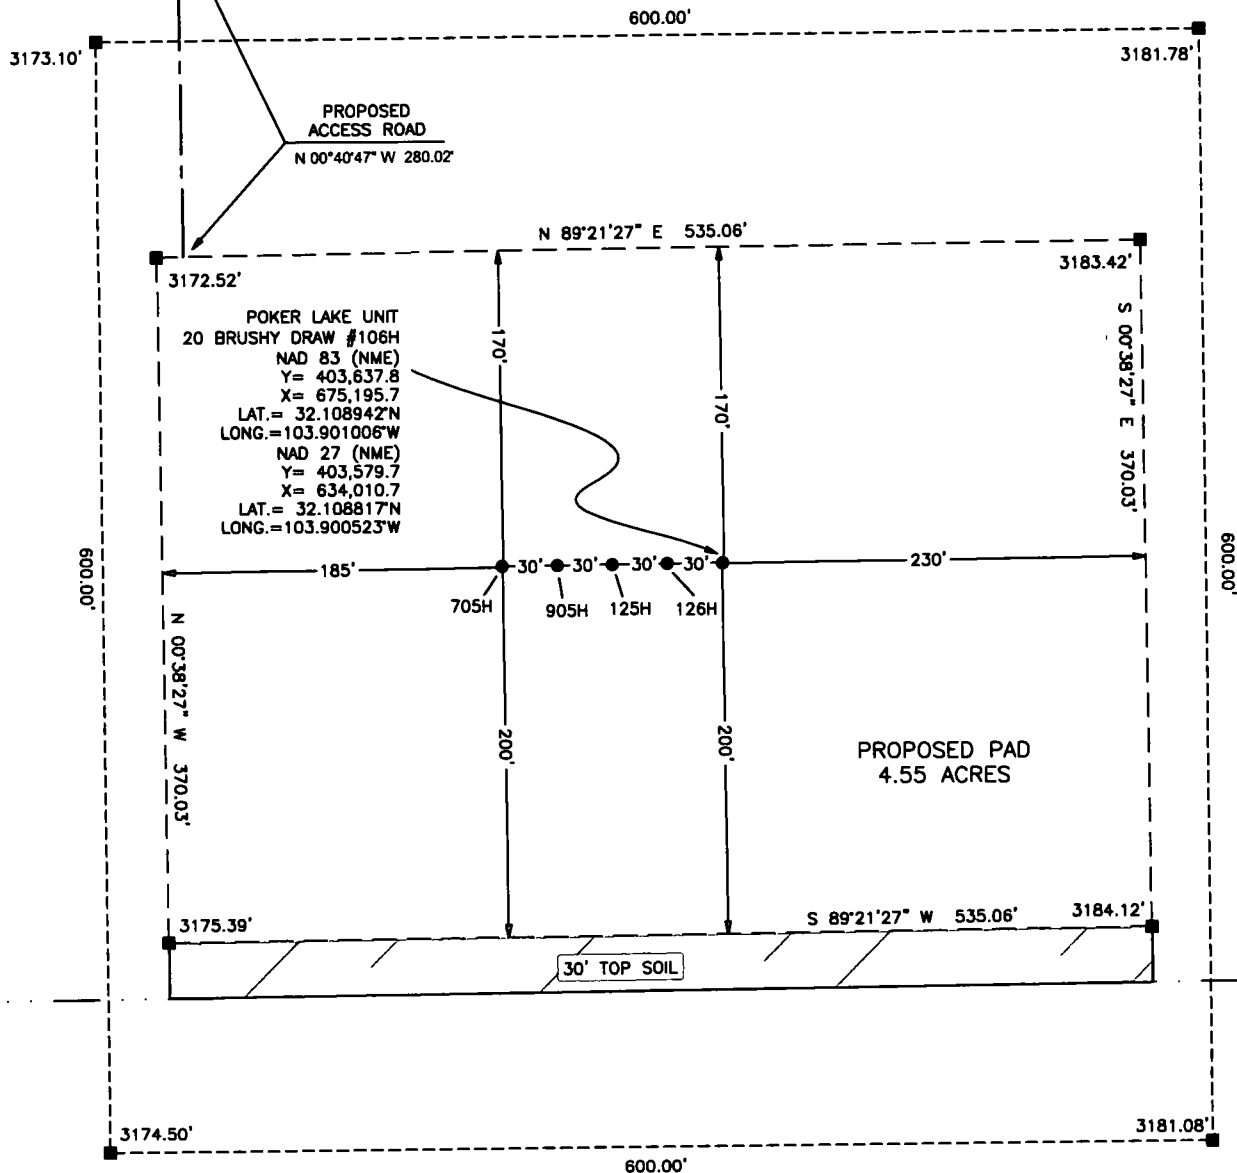 600.00'
3173.10'
3181.78'
PROPOSED
ACCESS ROAD
N 00°40'47" W 280.02'
N 89°21'27" E 535.06'
3172.52'
3183.42'
POKER LAKE UNIT
20 BRUSHY DRAW #106H
NAD 83 (NME)
Y= 403,637.8
X= 675,195.7
LAT.= 32.108942°N
LONG.=103.901006°W
NAD 27 (NME)
Y= 403,579.7
X= 634,010.7
LAT.= 32.108817°N
LONG.=103.900523°W
170'
170'
S 00°38'27" E 370.03'
600.00'
600.00'
185'
30'
30'
30'
30'
230'
705H
905H
125H
126H
N 00°38'27" W 370.03'
200'
200'
PROPOSED PAD
4.55 ACRES
3175.39'
S 89°21'27" W 535.06'
3184.12'
30' TOP SOIL
3174.50'
3181.08'
600.00'